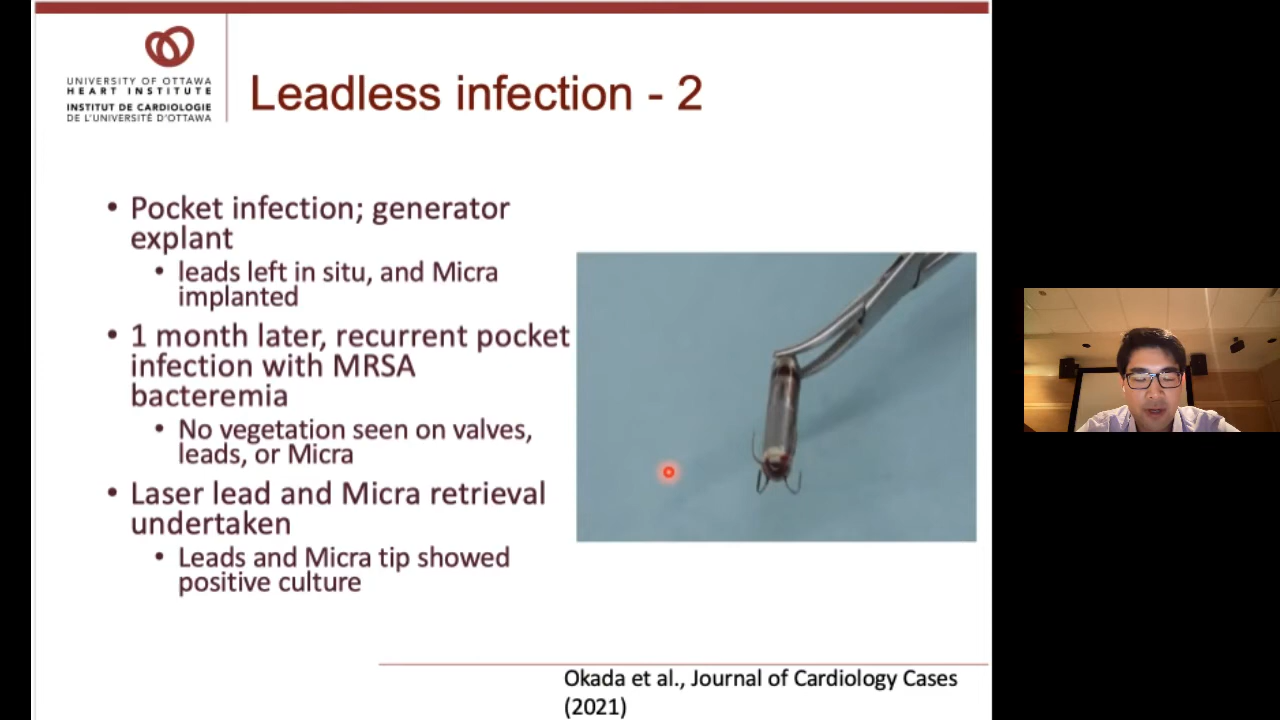 UNIVERSITY OF OTTAWA
HEART INSTITUTE
INSTITUT DE CARDIOLOGIE
DE L'UNIVERSITÉ D'OTTAWA
Leadless infection - 2
• Pocket infection; generator
explant
• leads left in situ, and Micra
implanted
• 1 month later, recurrent pocket
infection with MRSA
bacteremia
• No vegetation seen on valves,
leads, or Micra
• Laser lead and Micra retrieval
undertaken
• Leads and Micra tip showed
positive culture
Okada et al., Journal of Cardiology Cases
(2021)